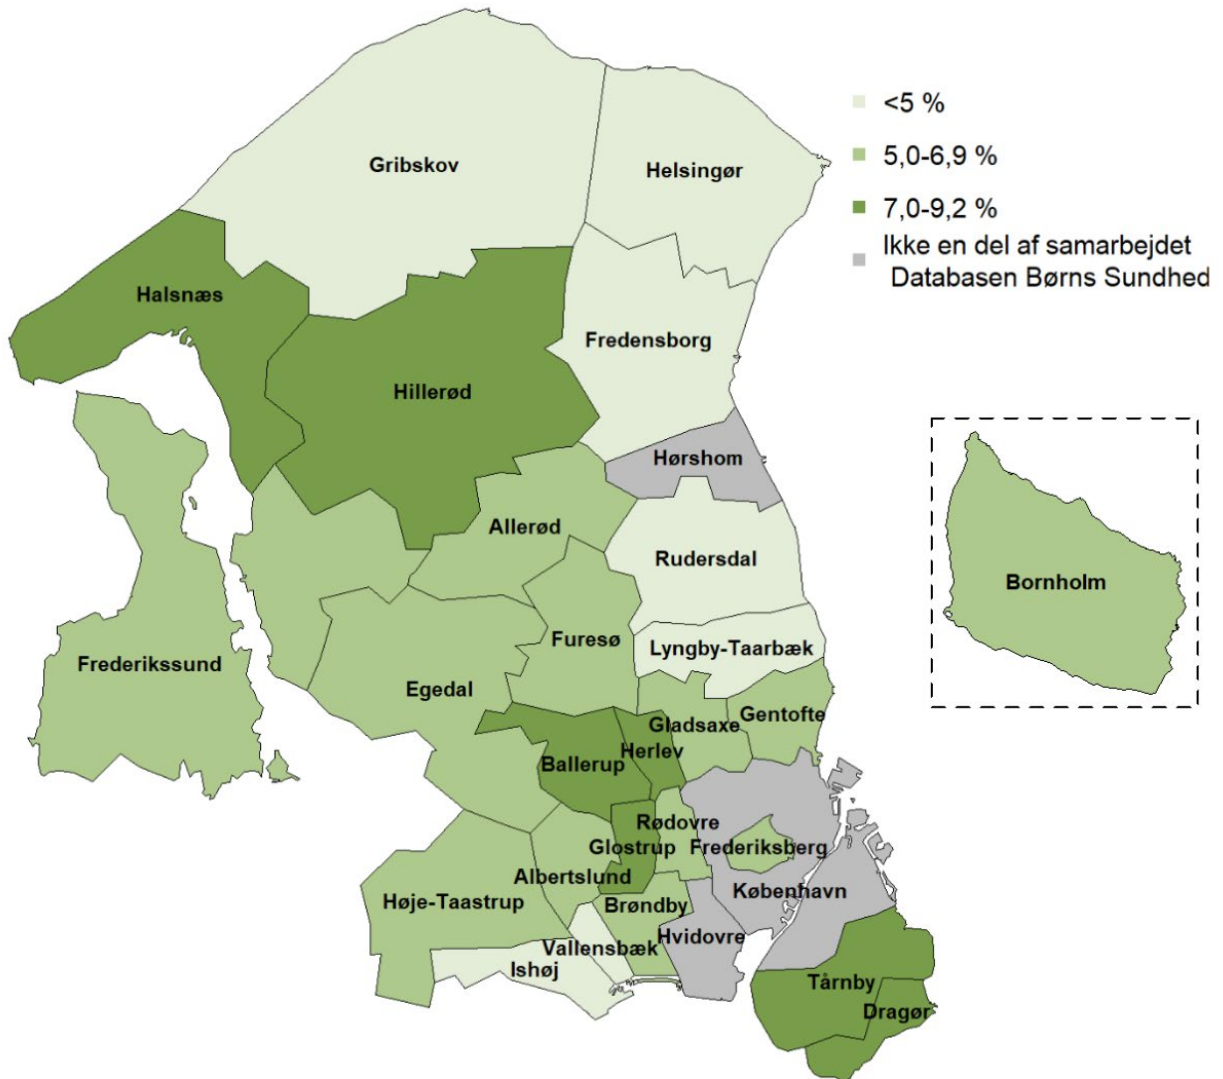 <5 %
5,0-6,9 %
7,0-9,2 %
Ikke en del af samarbejdet
Databasen Børns Sundhed
Gribskov
Helsingør
Halsnæs
Fredensborg
Hillerød
Hørshom
Allerød
Rudersdal
Bornholm
Furesø
Lyngby-Taarbæk
Frederikssund
Egedal
Gladsaxe
Gentofte
Ballerup
Herlev
Rødovre
Glostrup
Frederiksberg
Albertslund
København
Høje-Taastrup
Brøndby
Hvidovre
Vallensbæk
Ishøj
Tårnby
Dragør